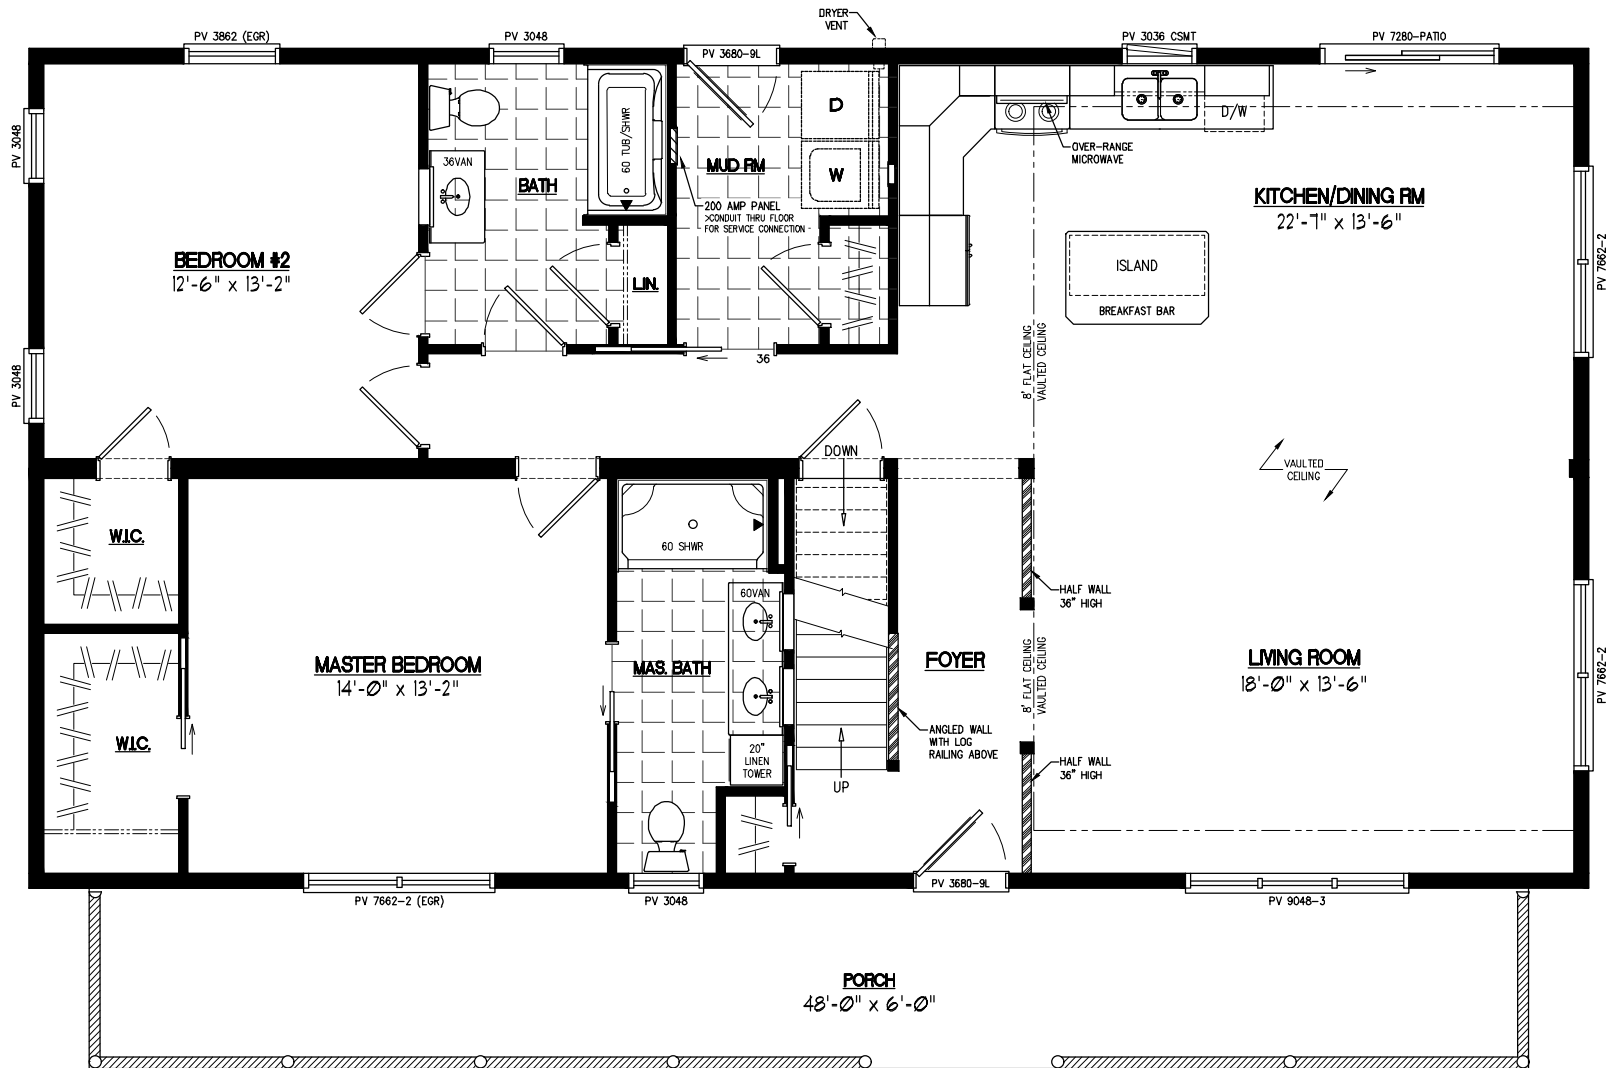 DRYER
VENT
PV 3862 (EGR)
PV 3048
PV 3680-9L
PV 3036 CSMT
PV 7280-PATIO
PV 3048
D
W
60 TUB/SHWR
36VAN
BATH
MUD RM
200 AMP PANEL
>CONDUIT THRU FLOOR
FOR SERVICE CONNECTION
D/W
OVER-RANGE
MICROWAVE
KITCHEN/DINING RM
22'-7" x 13'-6"
PV 7662-2
BEDROOM #2
12'-6" x 13'-2"
LIN.
ISLAND
BREAKFAST BAR
8' FLAT CEILING
VAULTED CEILING
PV 3048
36
DOWN
VAULTED
CEILING
W.I.C.
60 SHWR
HALF WALL
36" HIGH
60VAN
MASTER BEDROOM
14'-0" x 13'-2"
MAS. BATH
FOYER
LIVING ROOM
18'-0" x 13'-6"
8' FLAT CEILING
VAULTED CEILING
PV 7662-2
W.I.C.
20"
LINEN
TOWER
UP
ANGLED WALL
WITH LOG
RAILING ABOVE
HALF WALL
36" HIGH
PV 7662-2 (EGR)
PV 3048
PV 3680-9L
PV 9048-3
PORCH
48'-0" x 6'-0"